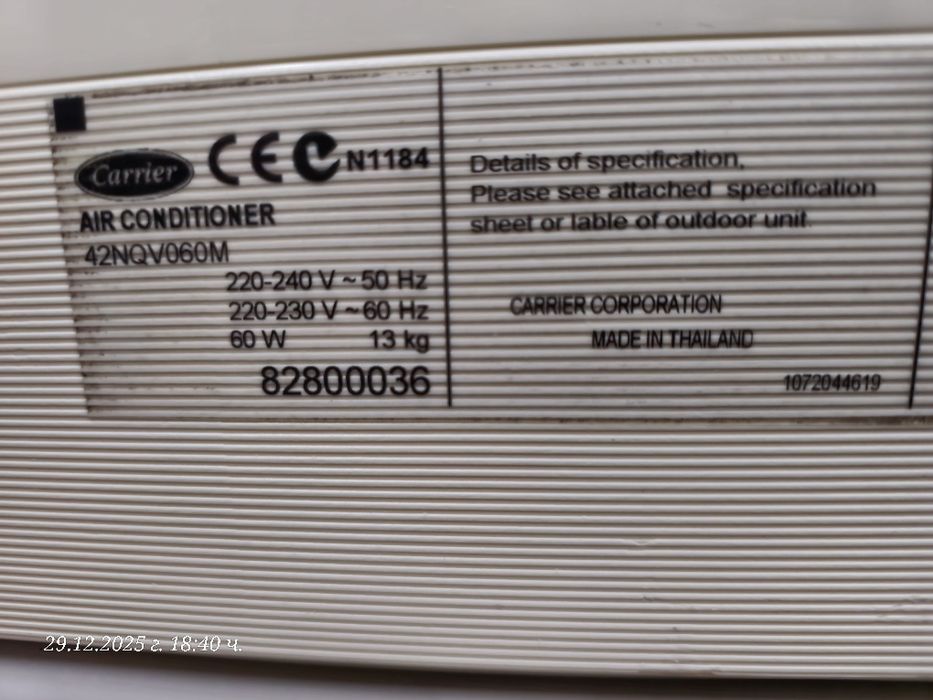 Carrier
CE N1184
AIR CONDITIONER
42NQV060M
220-240 V ~ 50 Hz
220-230 V ~ 60 Hz
60 W 13 kg
82800036
Details of specification,
Please see attached specification
sheet or lable of outdoor unit.
CARRIER CORPORATION
MADE IN THAILAND
1072044619
29.12.2025 г. 18:40 ч.